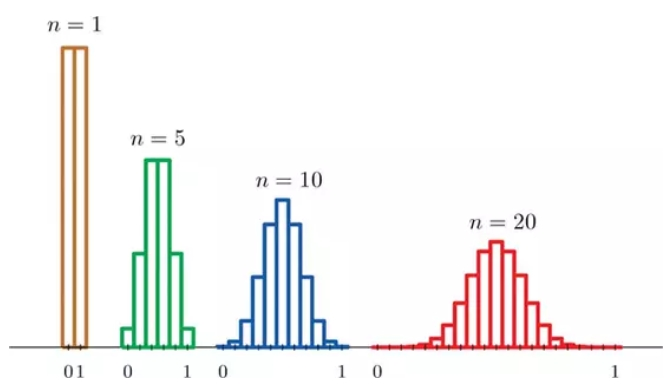 n = 1
n = 5
n = 10
n = 20
0 1 0 1 0 1 0 1